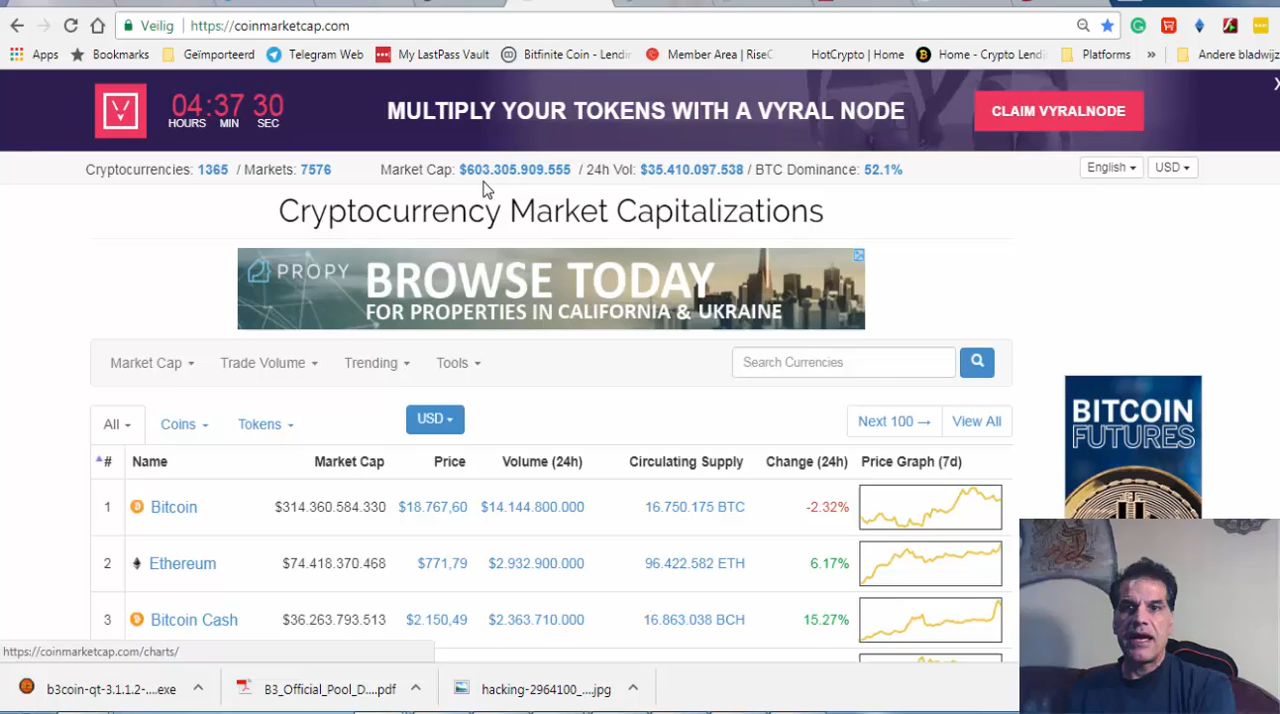 Veilig https://coinmarketcap.com
Apps Bookmarks Geïmporteerd Telegram Web My LastPass Vault Bitfinite Coin - Lendi Member Area | Rise HotCrypto | Home Home - Crypto Lendi Platforms » Andere bladwijz
04:37 30
HOURS MIN SEC
MULTIPLY YOUR TOKENS WITH A VYRAL NODE
CLAIM VYRALNODE
Cryptocurrencies: 1365 / Markets: 7576 Market Cap: $603.305.909.555 / 24h Vol: $35.410.097.538 / BTC Dominance: 52.1% English USD
Cryptocurrency Market Capitalizations
PROPY BROWSE TODAY
FOR PROPERTIES IN CALIFORNIA & UKRAINE
Market Cap Trade Volume Trending Tools Search Currencies
All Coins Tokens USD Next 100 → View All
BITCOIN
FUTURES
# Name Market Cap Price Volume (24h) Circulating Supply Change (24h) Price Graph (7d)
1 Bitcoin $314.360.584.330 $18.767,60 $14.144.800.000 16.750.175 BTC -2.32%
2 Ethereum $74.418.370.468 $771,79 $2.932.900.000 96.422.582 ETH 6.17%
3 Bitcoin Cash $36.263.793.513 $2.150,49 $2.363.710.000 16.863.038 BCH 15.27%
https://coinmarketcap.com/charts/
b3coin-qt-3.1.1.2-....exe B3_Official_Pool_D....pdf hacking-2964100_....jpg